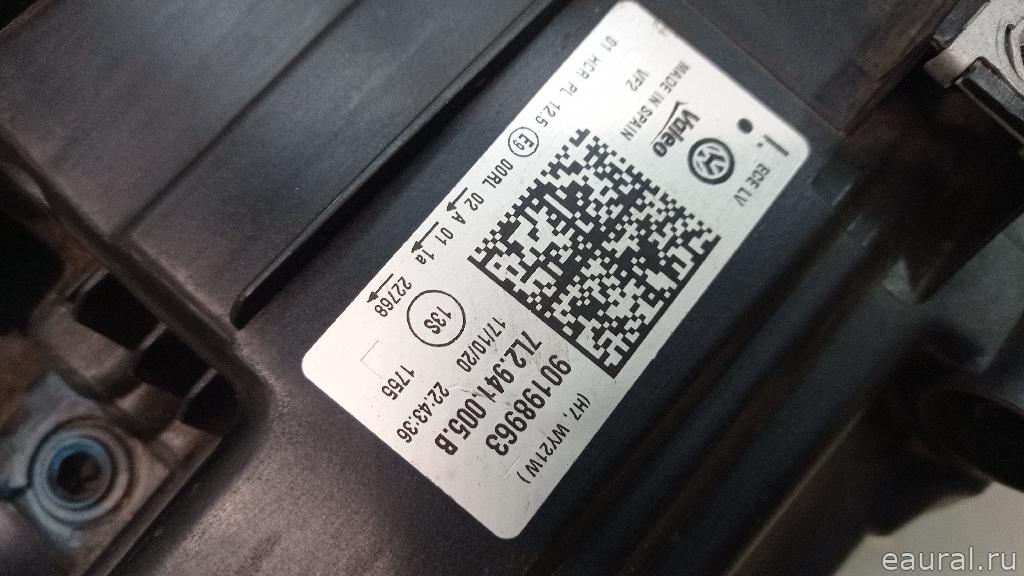 ECE LV
Valeo
MADE IN SPAIN
VP2
01 HCR PL 12.5 E9 00RL 02 A 01 1a 22768
13S
90198963 (H7, WY21W)
7L2.941.005.B
17/10/20 22:43:36
1755
eaural.ru